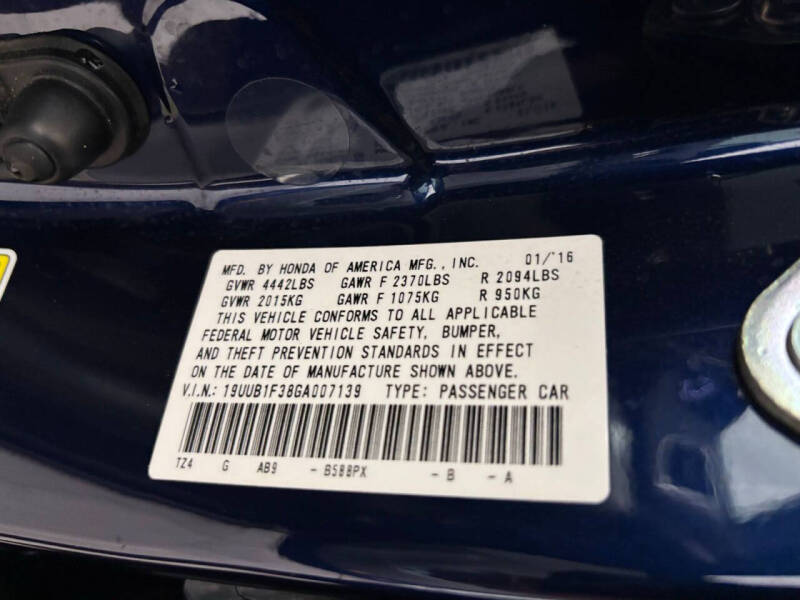 MFD. BY HONDA OF AMERICA MFG., INC. 01/'16
GVWR 4442LBS GAWR F 2370LBS R 2094LBS
GVWR 2015KG GAWR F 1075KG R 950KG
THIS VEHICLE CONFORMS TO ALL APPLICABLE
FEDERAL MOTOR VEHICLE SAFETY, BUMPER,
AND THEFT PREVENTION STANDARDS IN EFFECT
ON THE DATE OF MANUFACTURE SHOWN ABOVE.
V.I.N.: 19UUB1F38GA007139 TYPE: PASSENGER CAR
TZ4 G AB9 - B588PX - B - A